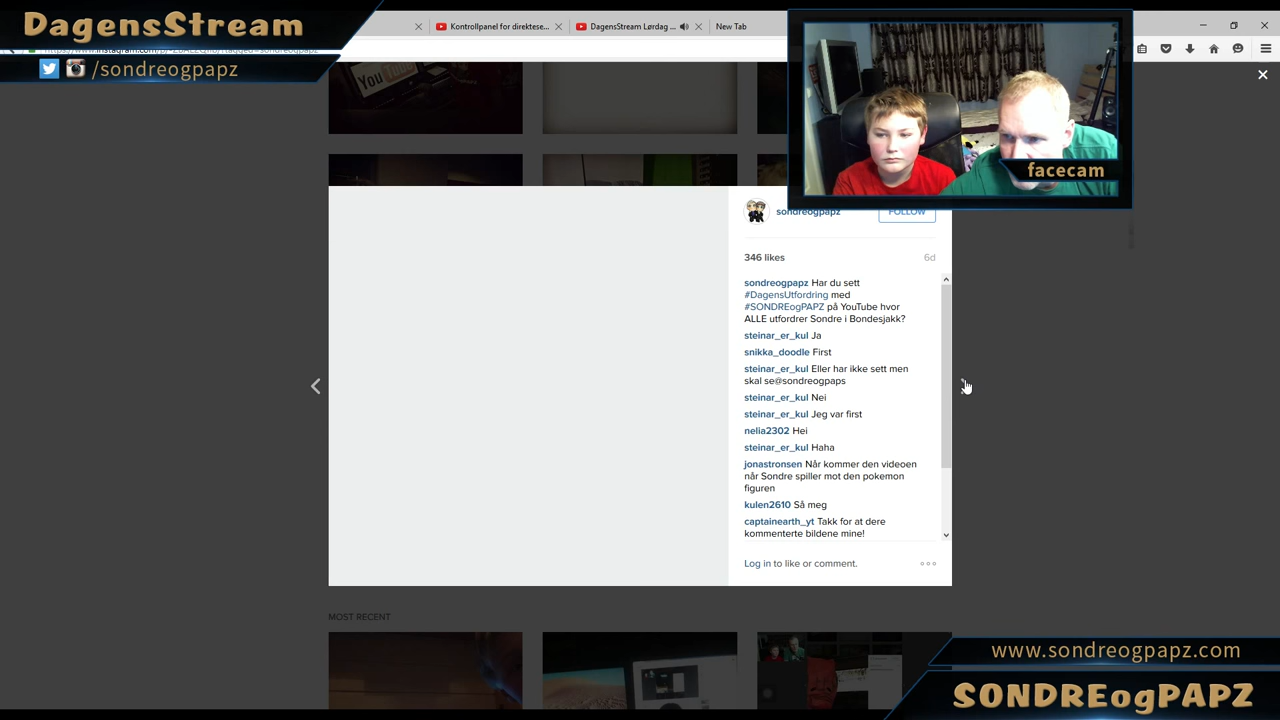 DagensStream
/sondreogpapz
Kontrollpanel for direktese...
DagensStream Lørdag ...
New Tab
YouTube
facecam
sondreogpapz
FOLLOW
346 likes
6d
sondreogpapz Har du sett
#DagensUtfordring med
#SONDREogPAPZ på YouTube hvor
ALLE utfordrer Sondre i Bondesjakk?
steinar_er_kul Ja
snikka_doodle First
steinar_er_kul Eller har ikke sett men
skal se@sondreogpaps
steinar_er_kul Nei
steinar_er_kul Jeg var first
nelia2302 Hei
steinar_er_kul Haha
jonastronsen Når kommer den videoen
når Sondre spiller mot den pokemon
figuren
kulen2610 Så meg
captainearth_yt Takk for at dere
kommenterte bildene mine!
Log in to like or comment.
MOST RECENT
www.sondreogpapz.com
SONDREogPAPZ